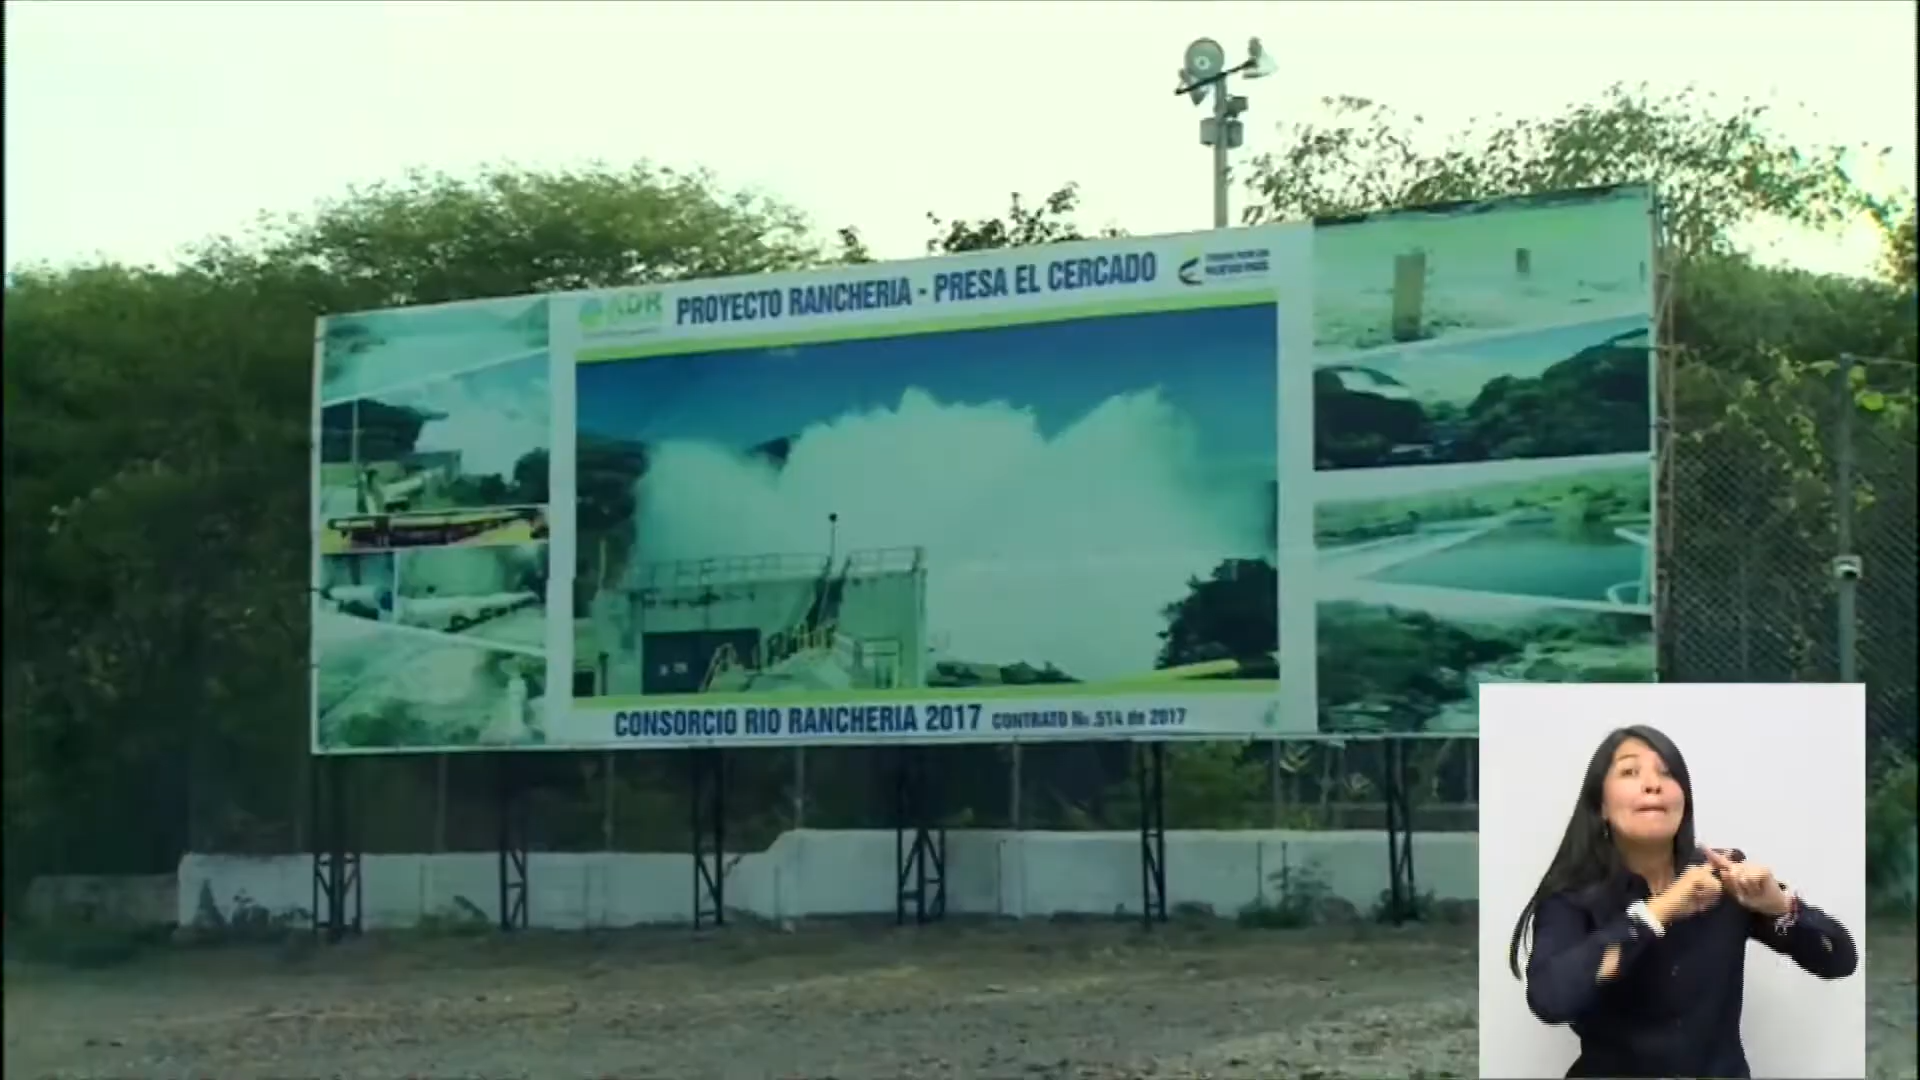 ADR
PROYECTO RANCHERIA - PRESA EL CERCADO
CONSORCIO RIO RANCHERIA 2017 CONTRATO No.514 de 2017